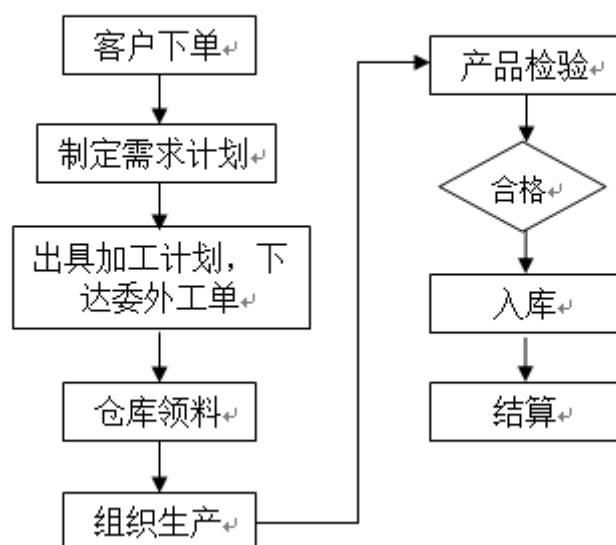 客户下单
制定需求计划
出具加工计划，下
达委外工单
仓库领料
组织生产
产品检验
合格
入库
结算